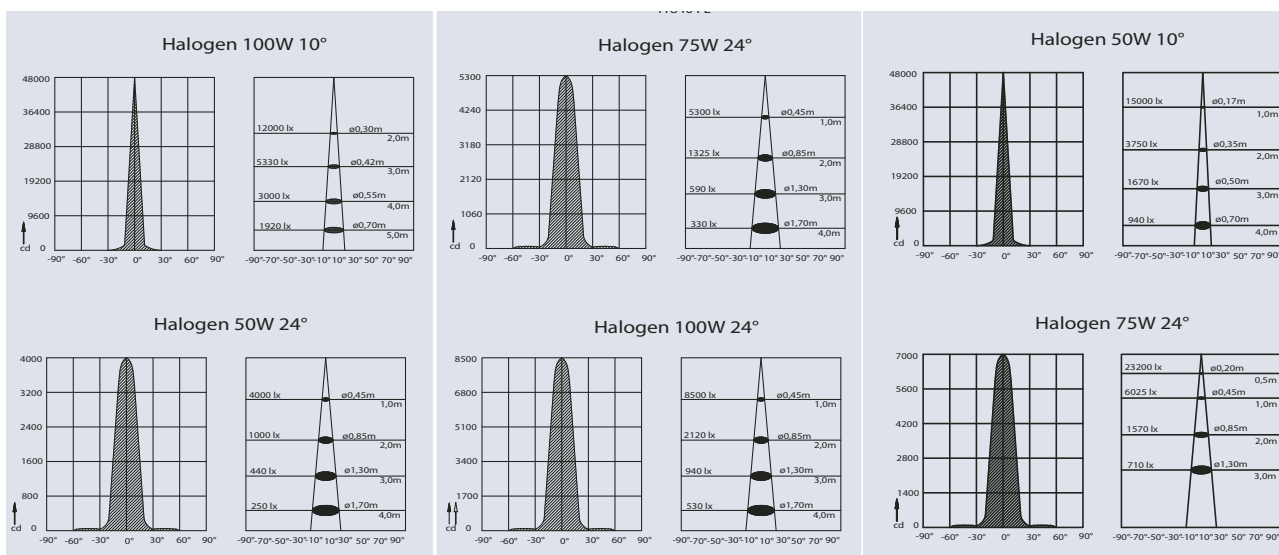 Halogen 100W 10°
48000
36400
28800
19200
9600
cd 0
-90° -60° -30° 0° 30° 60° 90°
12000 lx ø0,30m
2,0m
5330 lx ø0,42m
3,0m
3000 lx ø0,55m
4,0m
1920 lx ø0,70m
5,0m
-90°-70°-50°-30°-10°10°30° 50° 70° 90°
Halogen 75W 24°
5300
4240
3180
2120
1060
cd 0
-90° -60° -30° 0° 30° 60° 90°
5300 lx ø0,45m
1,0m
1325 lx ø0,85m
2,0m
590 lx ø1,30m
3,0m
330 lx ø1,70m
4,0m
-90°-70°-50°-30°-10°10°30° 50° 70° 90°
Halogen 50W 10°
48000
36400
28800
19200
9600
cd 0
-90° -60° -30° 0° 30° 60° 90°
15000 lx ø0,17m
1,0m
3750 lx ø0,35m
2,0m
1670 lx ø0,50m
3,0m
940 lx ø0,70m
4,0m
-90°-70°-50°-30°-10°10°30° 50° 70° 90°
Halogen 50W 24°
4000
3200
2400
1600
800
cd 0
-90° -60° -30° 0° 30° 60° 90°
4000 lx ø0,45m
1,0m
1000 lx ø0,85m
2,0m
440 lx ø1,30m
3,0m
250 lx ø1,70m
4,0m
-90°-70°-50°-30°-10°10°30° 50° 70° 90°
Halogen 100W 24°
8500
6800
5100
3400
1700
cd 0
-90° -60° -30° 0° 30° 60° 90°
8500 lx ø0,45m
1,0m
2120 lx ø0,85m
2,0m
940 lx ø1,30m
3,0m
530 lx ø1,70m
4,0m
-90°-70°-50°-30°-10°10°30° 50° 70° 90°
Halogen 75W 24°
7000
5600
4200
2800
1400
cd 0
-90° -60° -30° 0° 30° 60° 90°
23200 lx ø0,20m
0,5m
6025 lx ø0,45m
1,0m
1570 lx ø0,85m
2,0m
710 lx ø1,30m
3,0m
-90°-70°-50°-30°-10°10°30° 50° 70° 90°